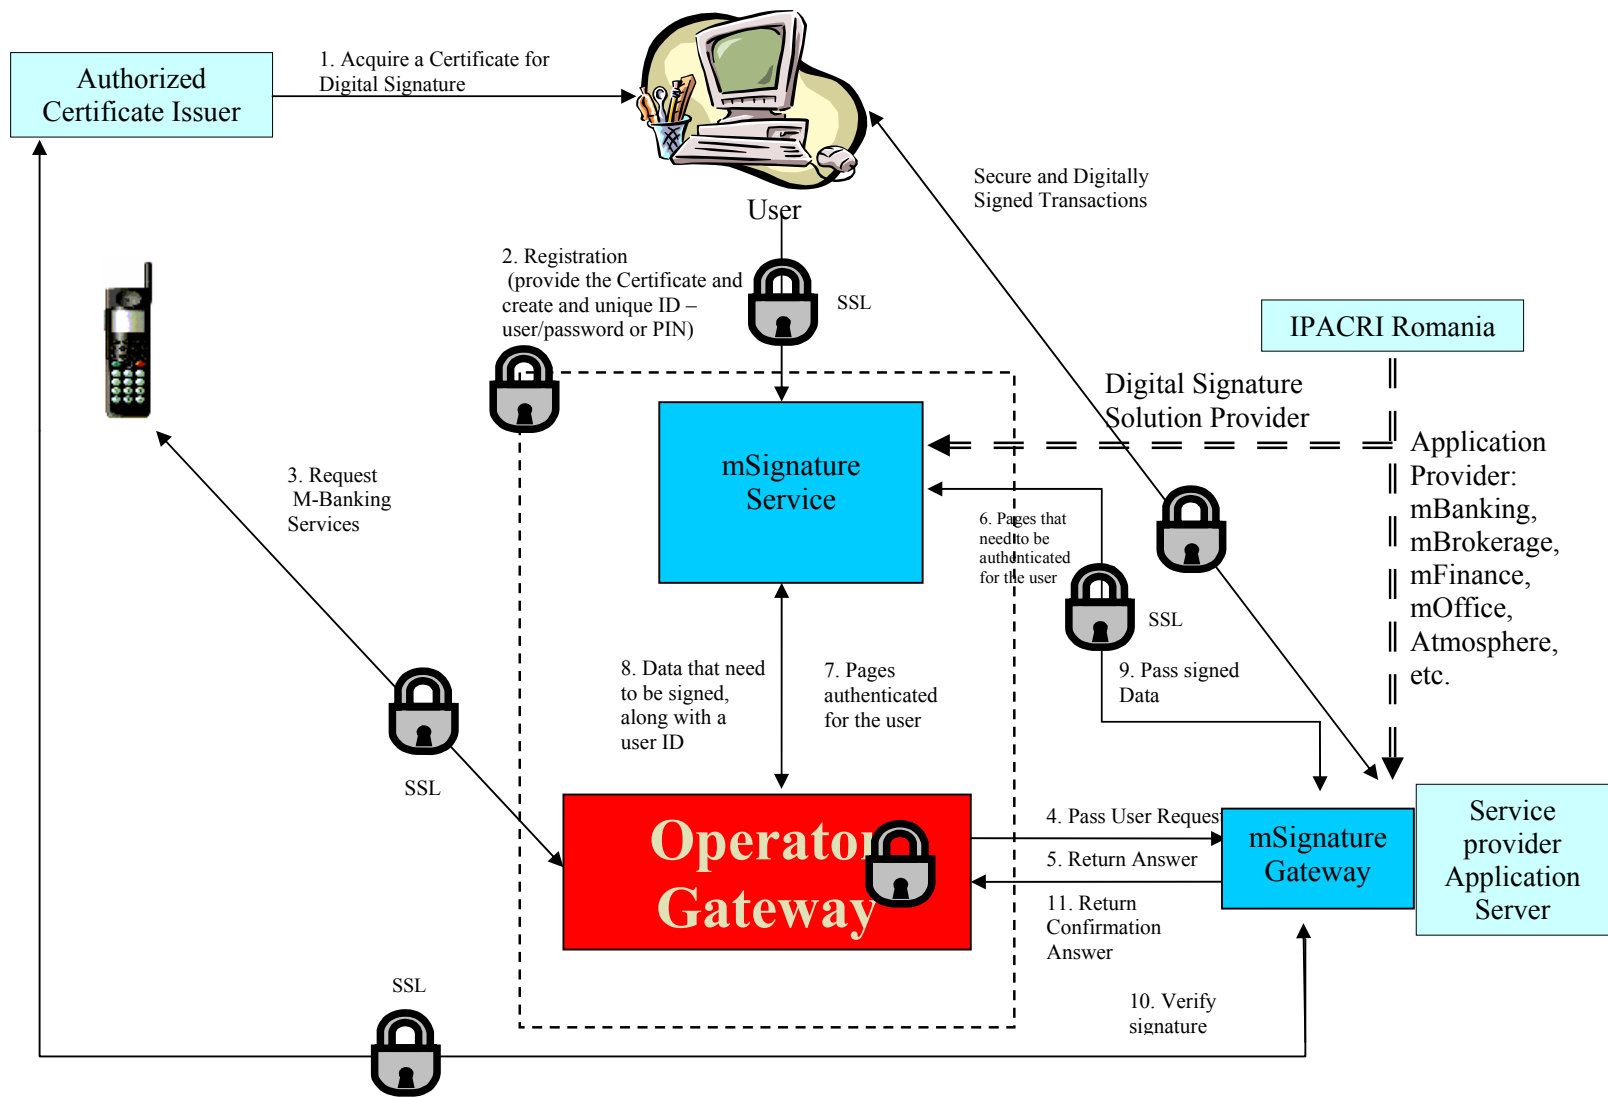 Authorized
Certificate Issuer
1. Acquire a Certificate for
Digital Signature
User
Secure and Digitally
Signed Transactions
2. Registration
(provide the Certificate and
create and unique ID –
user/password or PIN)
SSL
IPACRI Romania
Digital Signature
Solution Provider
Application
Provider:
mBanking,
mBrokerage,
mFinance,
mOffice,
Atmosphere,
etc.
mSignature
Service
3. Request
M-Banking
Services
6. Pages that
need to be
authenticated
for the user
SSL
8. Data that need
to be signed,
along with a
user ID
7. Pages
authenticated
for the user
9. Pass signed
Data
SSL
Operator
Gateway
4. Pass User Request
5. Return Answer
11. Return
Confirmation
Answer
mSignature
Gateway
Service
provider
Application
Server
SSL
10. Verify
signature